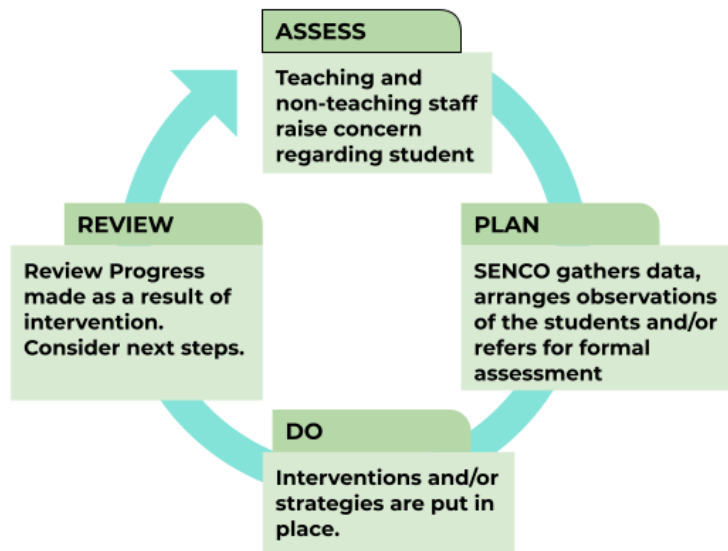 ASSESS
Teaching and
non-teaching staff
raise concern
regarding student
PLAN
SENCO gathers data,
arranges observations
of the students and/or
refers for formal
assessment
DO
Interventions and/or
strategies are put in
place.
REVIEW
Review Progress
made as a result of
intervention.
Consider next steps.